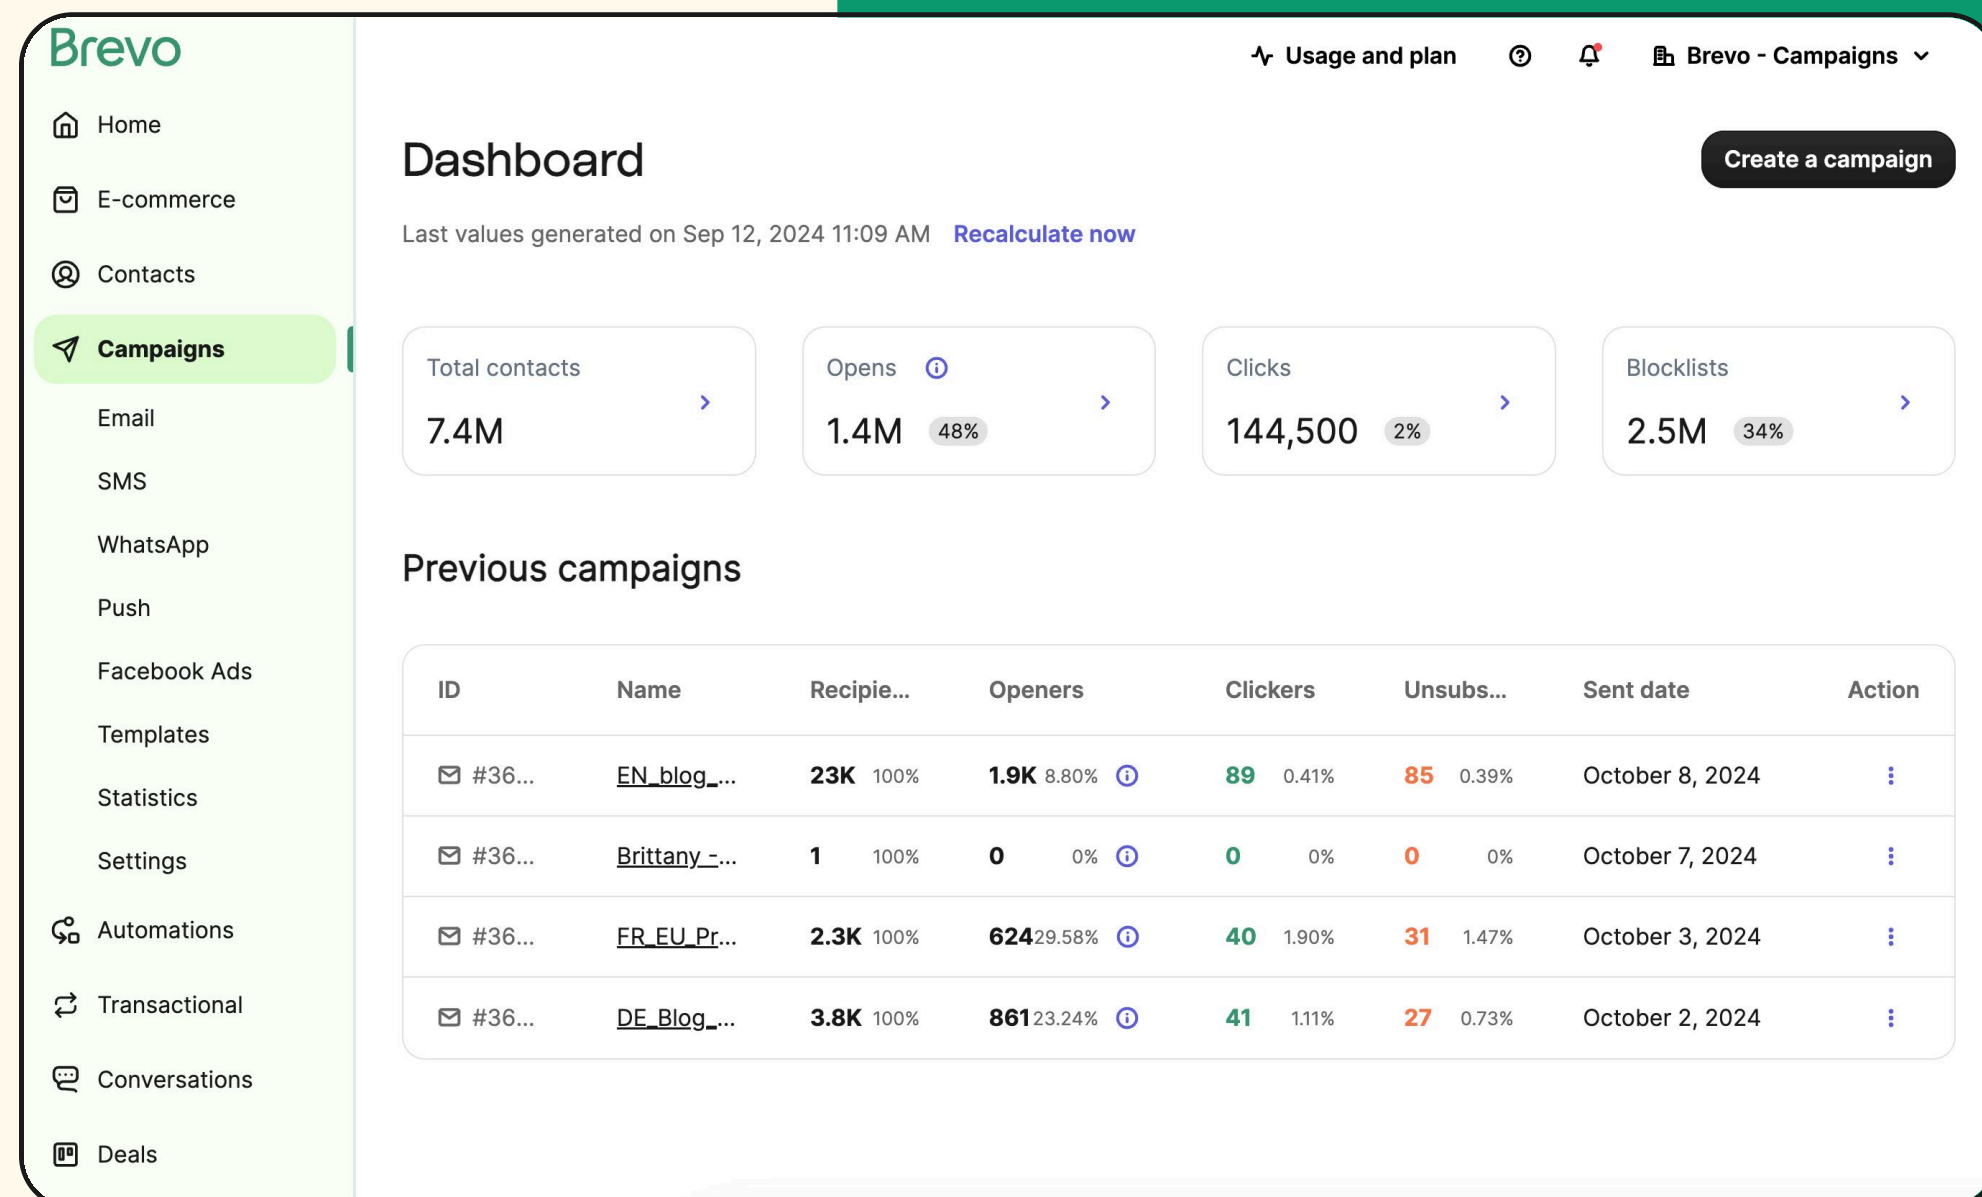 Brevo
Usage and plan
Brevo - Campaigns
Home
E-commerce
Contacts
Campaigns
Email
SMS
WhatsApp
Push
Facebook Ads
Templates
Statistics
Settings
Automations
Transactional
Conversations
Deals
Dashboard
Create a campaign
Last values generated on Sep 12, 2024 11:09 AM Recalculate now
Total contacts
7.4M
Opens
1.4M 48%
Clicks
144,500 2%
Blocklists
2.5M 34%
Previous campaigns
ID Name Recipie... Openers Clickers Unsubs... Sent date Action
#36... EN_blog_... 23K 100% 1.9K 8.80% 89 0.41% 85 0.39% October 8, 2024
#36... Brittany -... 1 100% 0 0% 0 0% 0 0% October 7, 2024
#36... FR_EU_Pr... 2.3K 100% 624 29.58% 40 1.90% 31 1.47% October 3, 2024
#36... DE_Blog_... 3.8K 100% 861 23.24% 41 1.11% 27 0.73% October 2, 2024